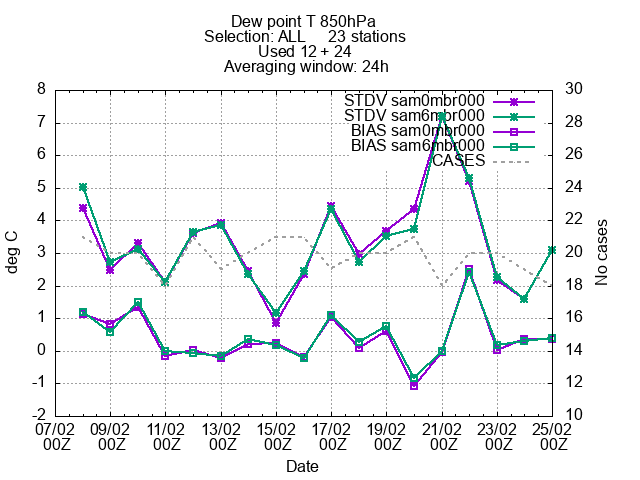 Dew point T 850hPa
Selection: ALL 23 stations
Used 12 + 24
Averaging window: 24h
STDV sam0mbr000
STDV sam6mbr000
BIAS sam0mbr000
BIAS sam6mbr000
CASES
deg C
8
7
6
5
4
3
2
1
0
-1
-2
30
28
26
24
22
20
18
16
14
12
10
No cases
07/02 09/02 11/02 13/02 15/02 17/02 19/02 21/02 23/02 25/02
00Z 00Z 00Z 00Z 00Z 00Z 00Z 00Z 00Z 00Z
Date